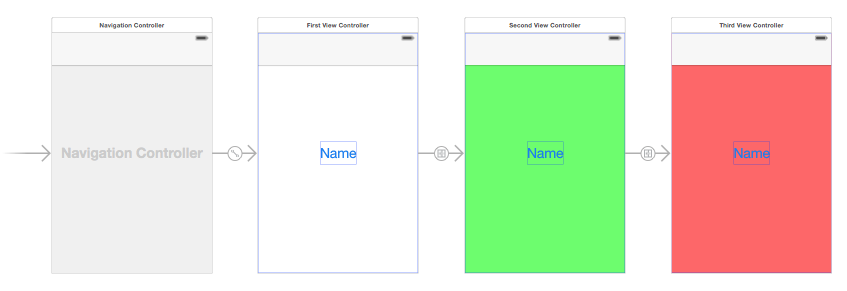 Navigation Controller
First View Controller
Second View Controller
Third View Controller
Navigation Controller
Name
Name
Name